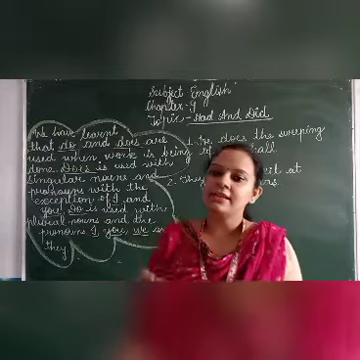 Subject English
Chapter-9
Topic - Had And Did
We have learnt
that do and does are
used when work is being
done. Does is used with
singular nouns and
pronouns with the
exception of I and
you. Do is used with
plural nouns and the
pronouns I, you, we
They
1. does the sweeping
2. They at